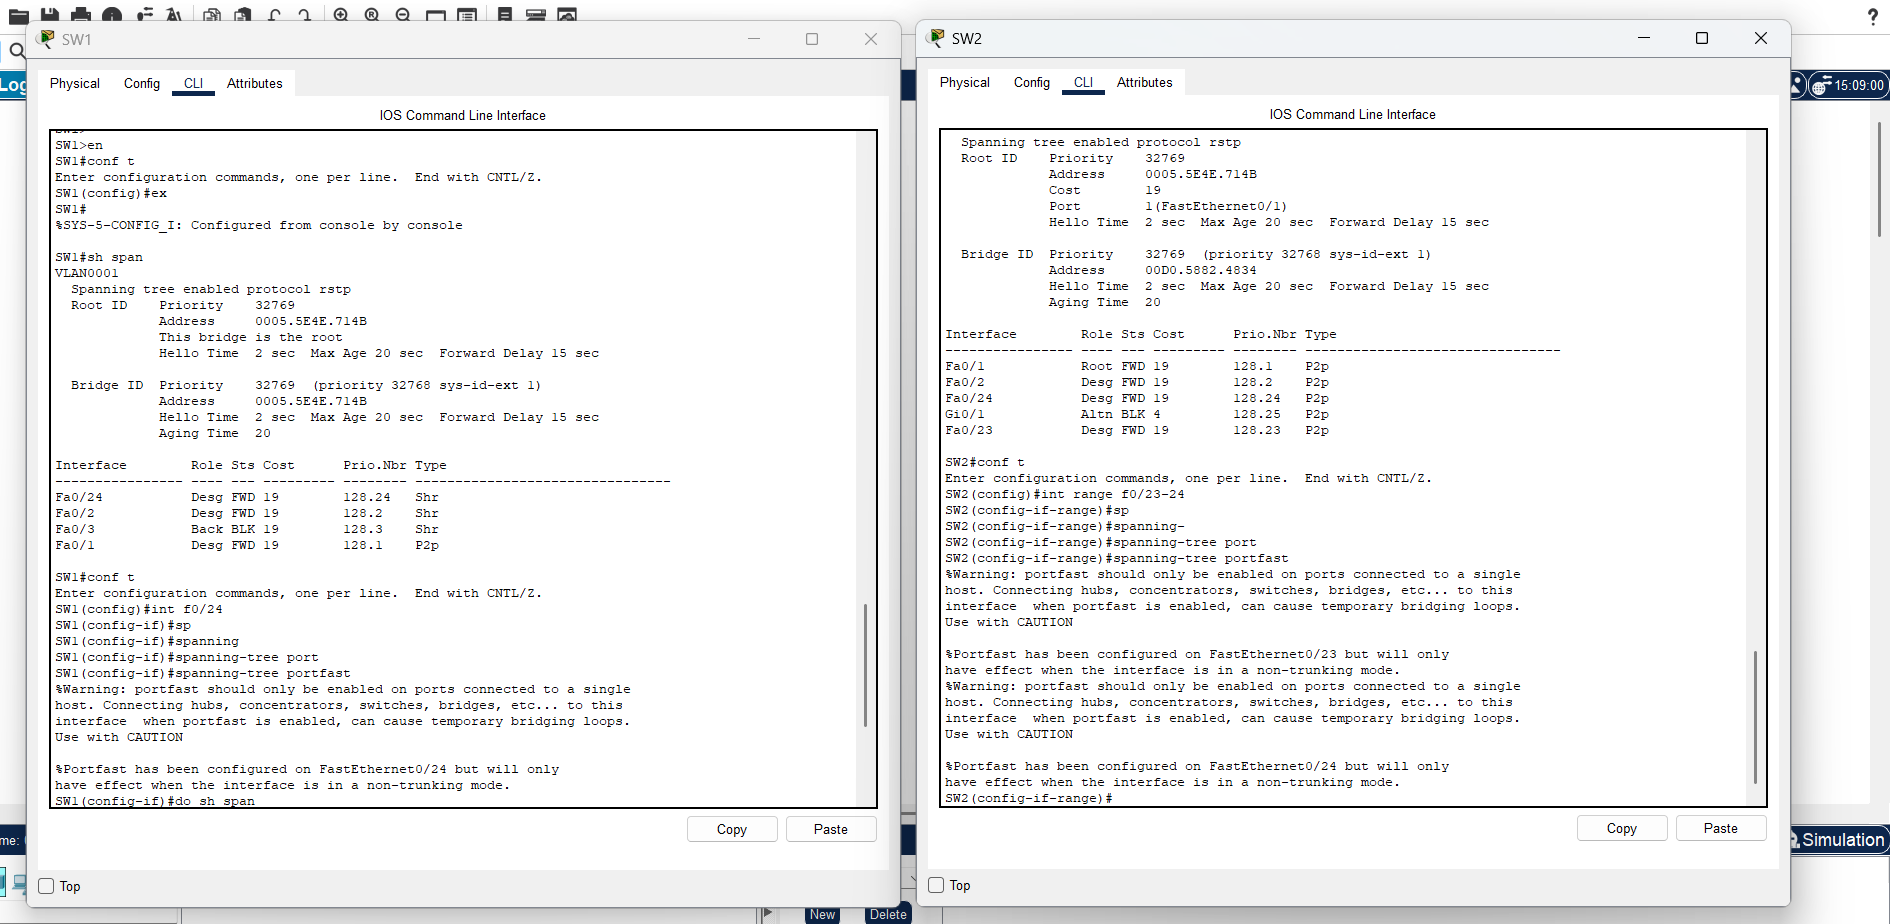 ?
SW1
Physical Config CLI Attributes
IOS Command Line Interface
SW1>en
SW1#conf t
Enter configuration commands, one per line.  End with CNTL/Z.
SW1(config)#ex
SW1#
%SYS-5-CONFIG_I: Configured from console by console
SW1#sh span
VLAN0001
  Spanning tree enabled protocol rstp
  Root ID    Priority    32769
             Address     0005.5E4E.714B
             This bridge is the root
             Hello Time  2 sec  Max Age 20 sec  Forward Delay 15 sec
  Bridge ID  Priority    32769  (priority 32768 sys-id-ext 1)
             Address     0005.5E4E.714B
             Hello Time  2 sec  Max Age 20 sec  Forward Delay 15 sec
             Aging Time  20
Interface        Role Sts Cost      Prio.Nbr Type
---------------- ---- --- --------- -------- --------------------------------
Fa0/24           Desg FWD 19        128.24   Shr
Fa0/2            Desg FWD 19        128.2    Shr
Fa0/3            Back BLK 19        128.3    Shr
Fa0/1            Desg FWD 19        128.1    P2p
SW1#conf t
Enter configuration commands, one per line.  End with CNTL/Z.
SW1(config)#int f0/24
SW1(config-if)#sp
SW1(config-if)#spanning
SW1(config-if)#spanning-tree port
SW1(config-if)#spanning-tree portfast
%Warning: portfast should only be enabled on ports connected to a single
host. Connecting hubs, concentrators, switches, bridges, etc... to this
interface  when portfast is enabled, can cause temporary bridging loops.
Use with CAUTION
%Portfast has been configured on FastEthernet0/24 but will only
have effect when the interface is in a non-trunking mode.
SW1(config-if)#do sh span
Copy Paste
Top
SW2
Physical Config CLI Attributes
IOS Command Line Interface
  Spanning tree enabled protocol rstp
  Root ID    Priority    32769
             Address     0005.5E4E.714B
             Cost        19
             Port        1(FastEthernet0/1)
             Hello Time  2 sec  Max Age 20 sec  Forward Delay 15 sec
  Bridge ID  Priority    32769  (priority 32768 sys-id-ext 1)
             Address     00D0.5882.4834
             Hello Time  2 sec  Max Age 20 sec  Forward Delay 15 sec
             Aging Time  20
Interface        Role Sts Cost      Prio.Nbr Type
---------------- ---- --- --------- -------- --------------------------------
Fa0/1            Root FWD 19        128.1    P2p
Fa0/2            Desg FWD 19        128.2    P2p
Fa0/24           Desg FWD 19        128.24   P2p
Gi0/1            Altn BLK 4         128.25   P2p
Fa0/23           Desg FWD 19        128.23   P2p
SW2#conf t
Enter configuration commands, one per line.  End with CNTL/Z.
SW2(config)#int range f0/23-24
SW2(config-if-range)#sp
SW2(config-if-range)#spanning-
SW2(config-if-range)#spanning-tree port
SW2(config-if-range)#spanning-tree portfast
%Warning: portfast should only be enabled on ports connected to a single
host. Connecting hubs, concentrators, switches, bridges, etc... to this
interface  when portfast is enabled, can cause temporary bridging loops.
Use with CAUTION
%Portfast has been configured on FastEthernet0/23 but will only
have effect when the interface is in a non-trunking mode.
%Warning: portfast should only be enabled on ports connected to a single
host. Connecting hubs, concentrators, switches, bridges, etc... to this
interface  when portfast is enabled, can cause temporary bridging loops.
Use with CAUTION
%Portfast has been configured on FastEthernet0/24 but will only
have effect when the interface is in a non-trunking mode.
SW2(config-if-range)#
Copy Paste
Top
15:09:00
Simulation
New Delete